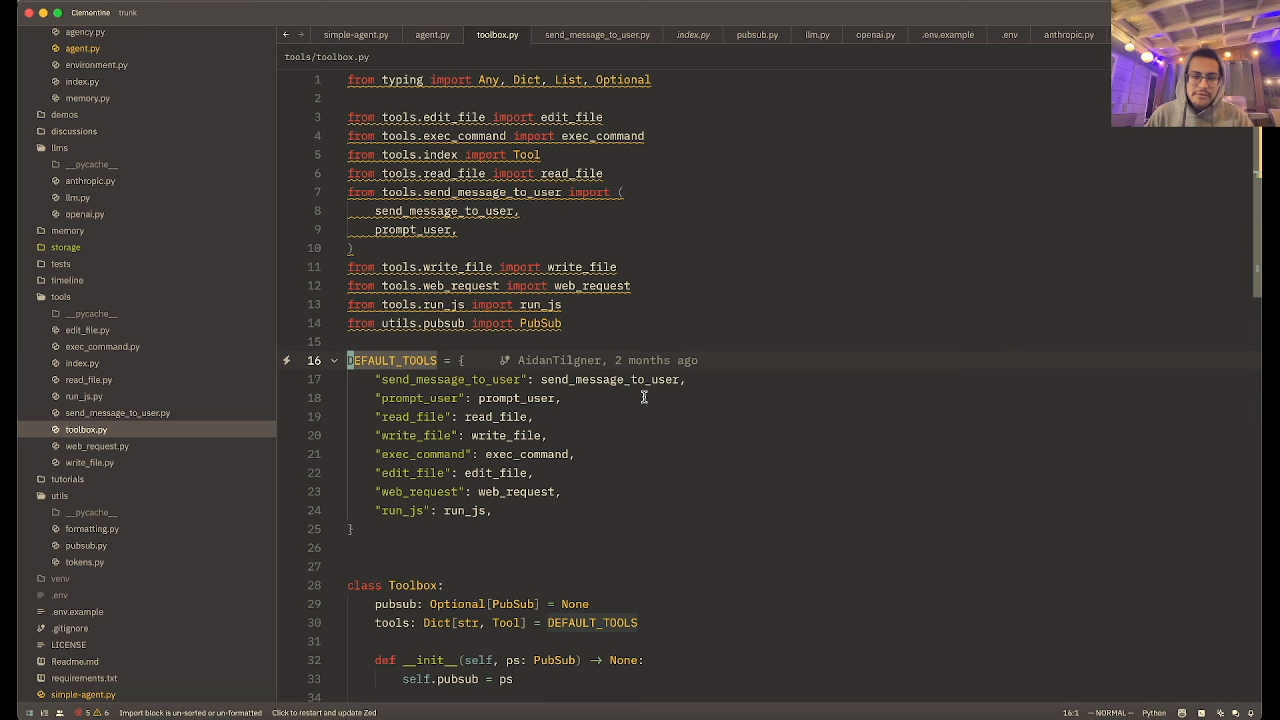 Clementine trunk
agency.py
agent.py
environment.py
index.py
memory.py
demos
discussions
llms
__pycache__
anthropic.py
llm.py
openai.py
memory
storage
tests
timeline
tools
__pycache__
edit_file.py
exec_command.py
index.py
read_file.py
run_js.py
send_message_to_user.py
toolbox.py
web_request.py
write_file.py
tutorials
utils
__pycache__
formatting.py
pubsub.py
tokens.py
venv
.env
.env.example
.gitignore
LICENSE
Readme.md
requirements.txt
simple-agent.py
simple-agent.py agent.py toolbox.py send_message_to_user.py index.py pubsub.py llm.py openai.py .env.example .env anthropic.py
tools/toolbox.py
1 from typing import Any, Dict, List, Optional
2
3 from tools.edit_file import edit_file
4 from tools.exec_command import exec_command
5 from tools.index import Tool
6 from tools.read_file import read_file
7 from tools.send_message_to_user import (
8 send_message_to_user,
9 prompt_user,
10 )
11 from tools.write_file import write_file
12 from tools.web_request import web_request
13 from tools.run_js import run_js
14 from utils.pubsub import PubSub
15
16 DEFAULT_TOOLS = { AidanTilgner, 2 months ago
17 "send_message_to_user": send_message_to_user,
18 "prompt_user": prompt_user,
19 "read_file": read_file,
20 "write_file": write_file,
21 "exec_command": exec_command,
22 "edit_file": edit_file,
23 "web_request": web_request,
24 "run_js": run_js,
25 }
26
27
28 class Toolbox:
29 pubsub: Optional[PubSub] = None
30 tools: Dict[str, Tool] = DEFAULT_TOOLS
31
32 def __init__(self, ps: PubSub) → None:
33 self.pubsub = ps
34
5 6 Import block is un-sorted or un-formatted Click to restart and update Zed 16:1 -- NORMAL -- Python